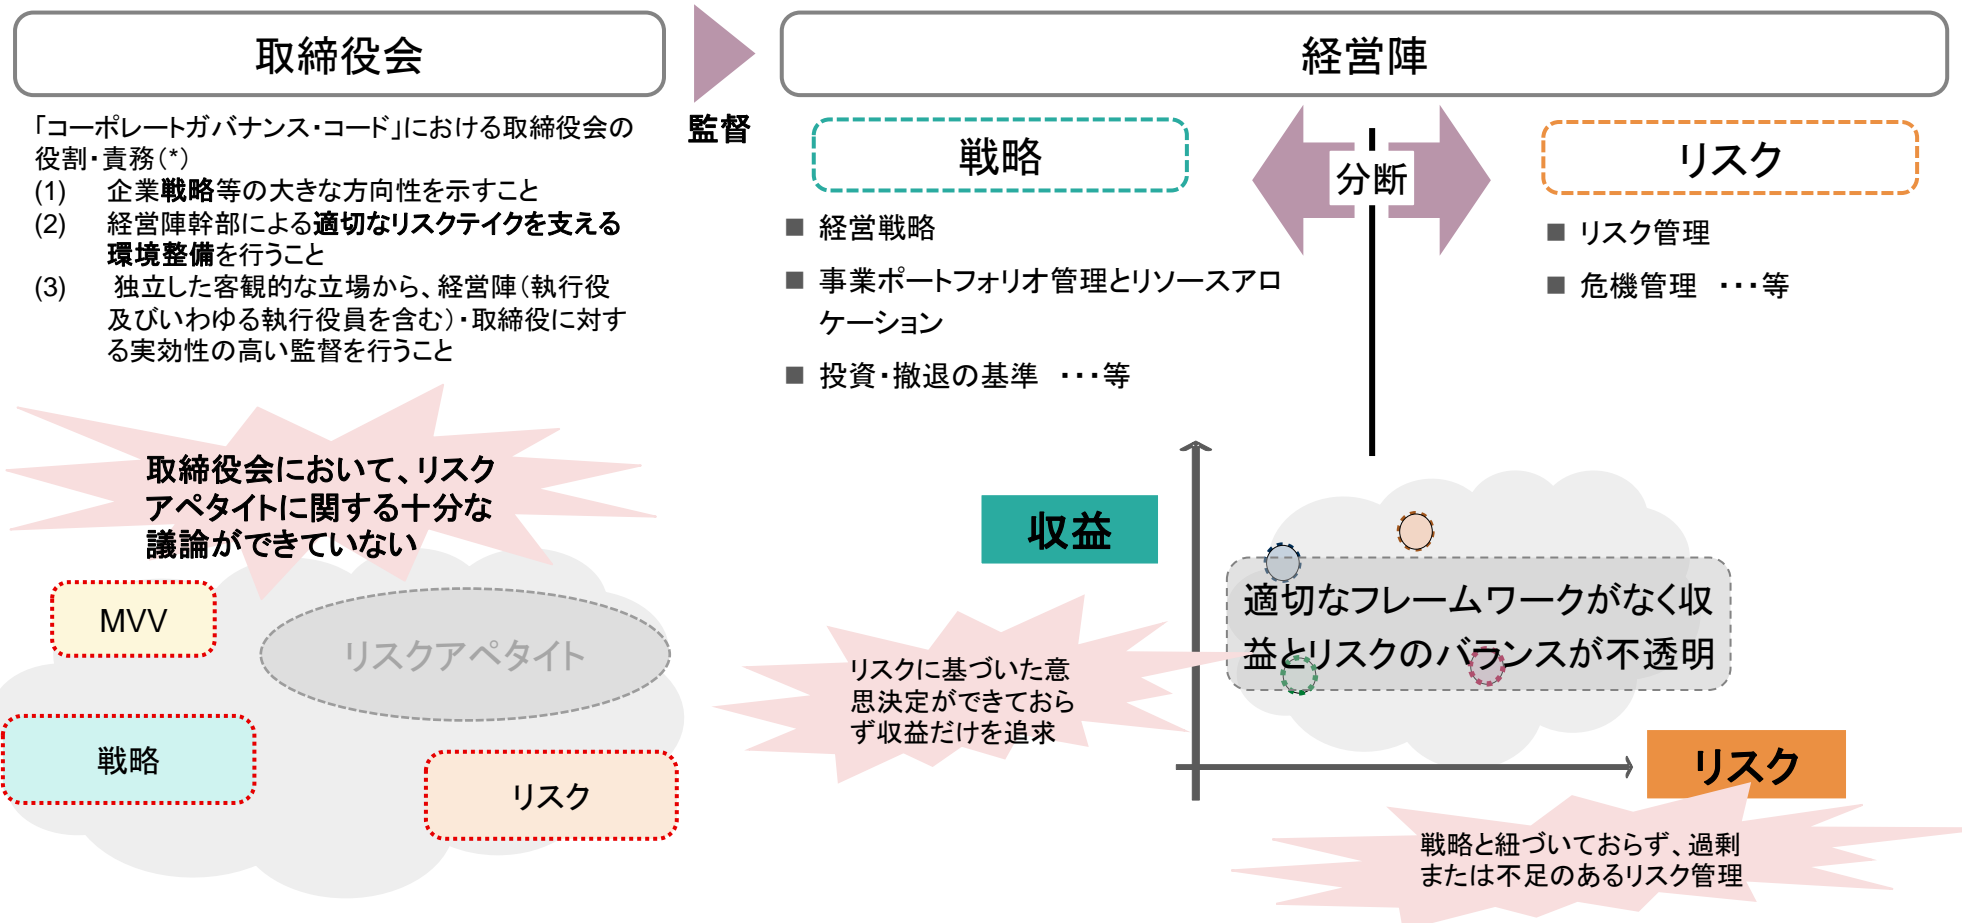 取締役会
「コーポレートガバナンス・コード」における取締役会の
役割・責務(*)
(1) 企業戦略等の大きな方向性を示すこと
(2) 経営陣幹部による適切なリスクテイクを支える
環境整備を行うこと
(3) 独立した客観的な立場から、経営陣(執行役
及びいわゆる執行役員を含む)・取締役に対す
る実効性の高い監督を行うこと
取締役会において、リスク
アペタイトに関する十分な
議論ができていない
MVV
リスクアペタイト
戦略
リスク
監督
経営陣
戦略
■ 経営戦略
■ 事業ポートフォリオ管理とリソースアロ
ケーション
■ 投資・撤退の基準 ・・・等
分断
リスク
■ リスク管理
■ 危機管理 ・・・等
収益
適切なフレームワークがなく収
益とリスクのバランスが不透明
リスクに基づいた意
思決定ができておら
ず収益だけを追求
リスク
戦略と紐づいておらず、過剰
または不足のあるリスク管理